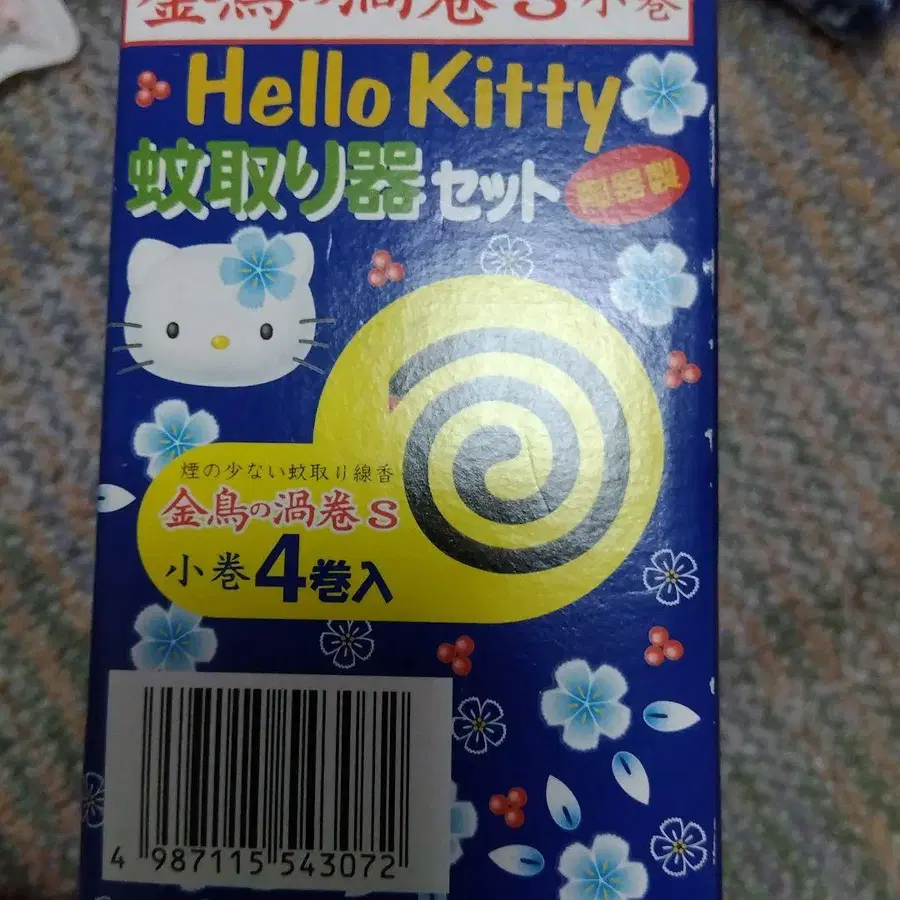 金鳥の渦巻S小巻
Hello Kitty
蚊取り器セット 陶器製
煙の少ない蚊取り線香
金鳥の渦巻S
小巻4巻入
4 987115 543072